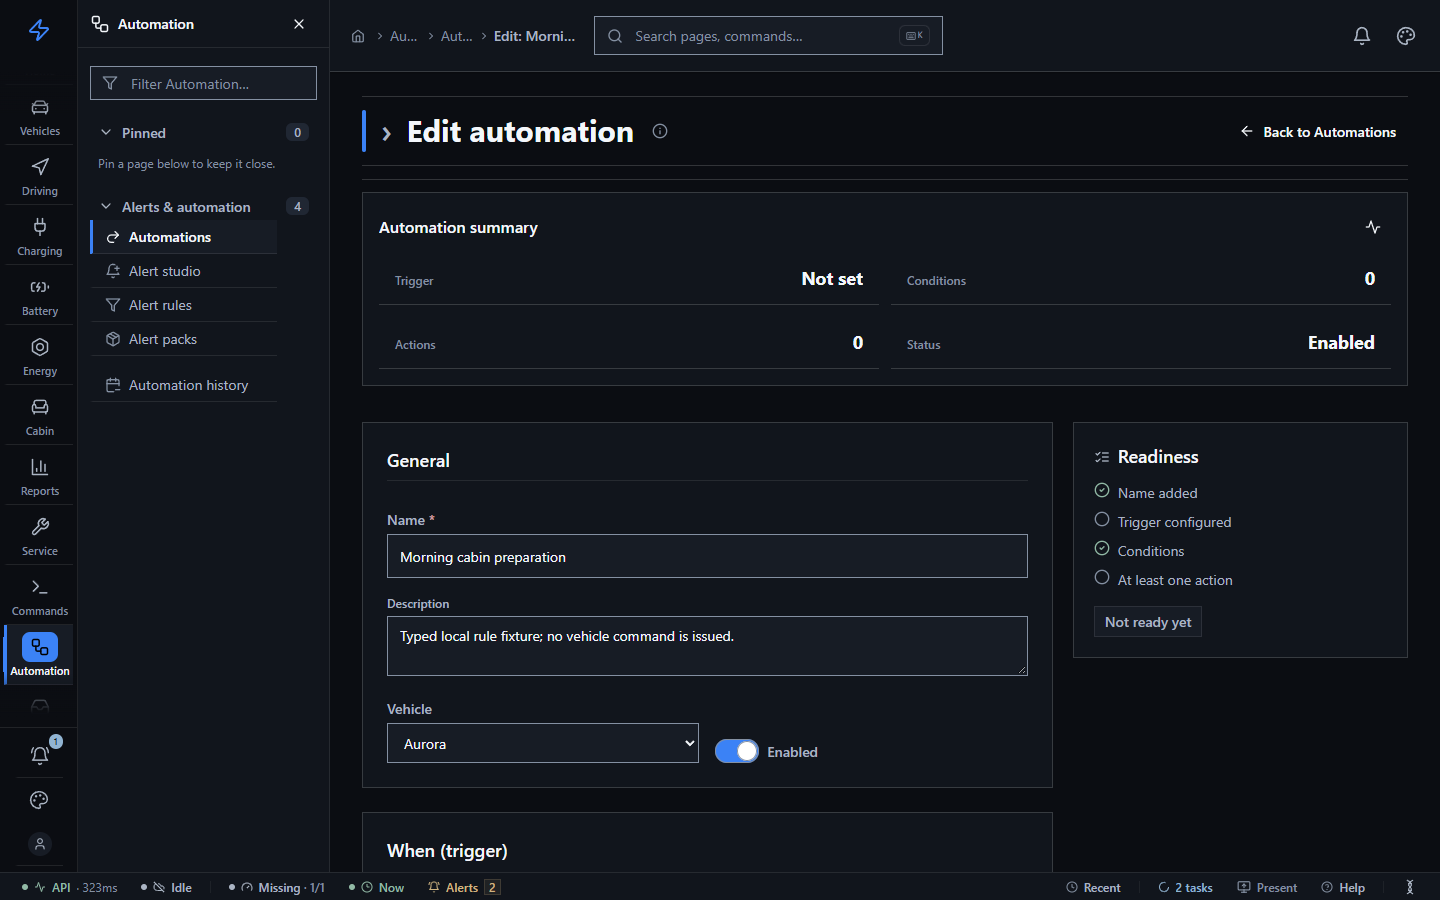 Automation
Au...
Aut...
Edit: Morni...
Search pages, commands...
K
Filter Automation...
Pinned
0
Pin a page below to keep it close.
Alerts & automation
4
Automations
Alert studio
Alert rules
Alert packs
Automation history
Vehicles
Driving
Charging
Battery
Energy
Cabin
Reports
Service
Commands
Automation
1
Edit automation
Back to Automations
Automation summary
Trigger
Not set
Conditions
0
Actions
0
Status
Enabled
General
Name *
Morning cabin preparation
Description
Typed local rule fixture; no vehicle command is issued.
Vehicle
Aurora
Enabled
When (trigger)
Readiness
Name added
Trigger configured
Conditions
At least one action
Not ready yet
API · 323ms
Idle
Missing · 1/1
Now
Alerts 2
Recent
2 tasks
Present
Help